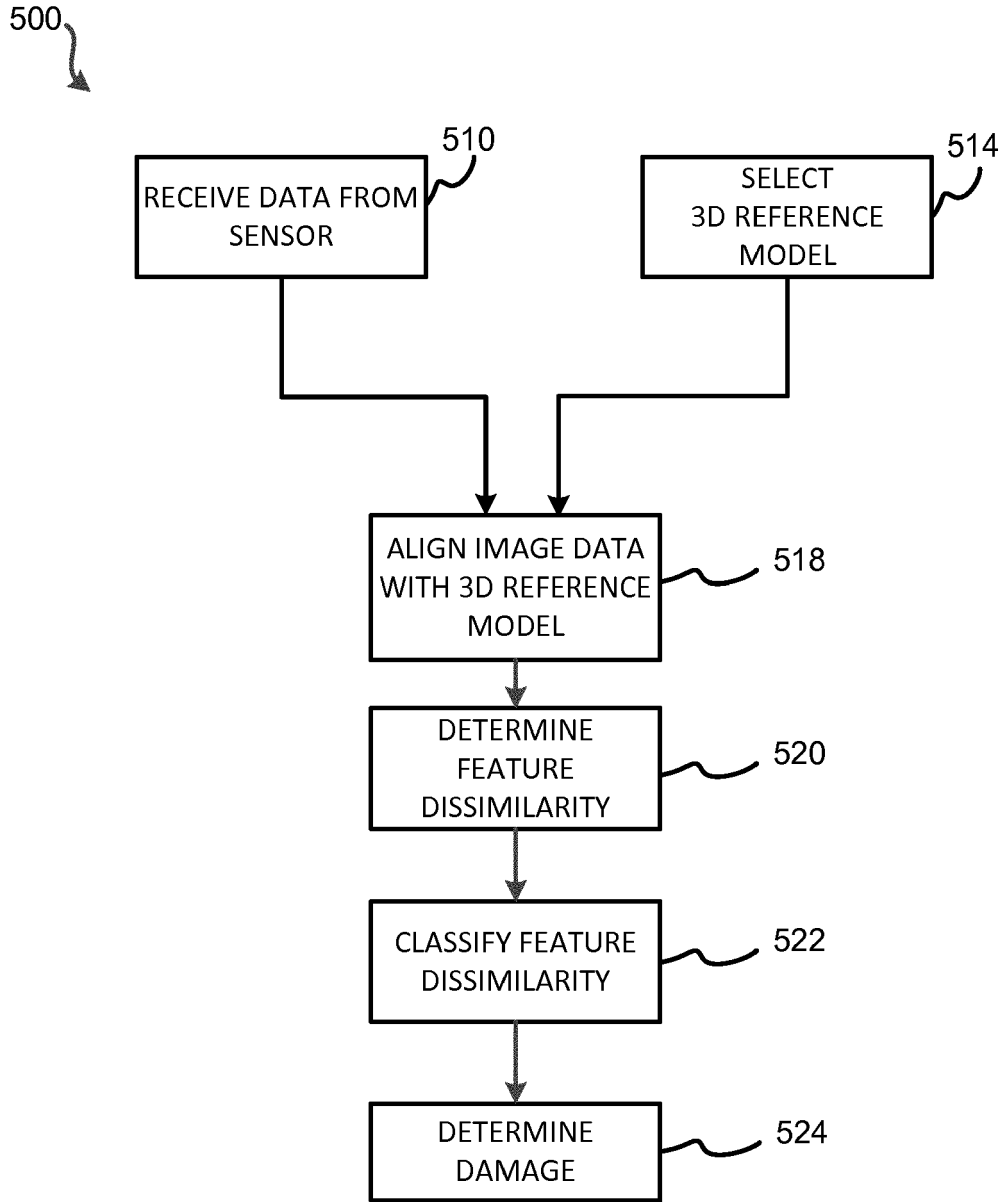 500
510
RECEIVE DATA FROM
SENSOR
514
SELECT
3D REFERENCE
MODEL
ALIGN IMAGE DATA
WITH 3D REFERENCE
MODEL
518
DETERMINE
FEATURE
DISSIMILARITY
520
CLASSIFY FEATURE
DISSIMILARITY
522
DETERMINE
DAMAGE
524